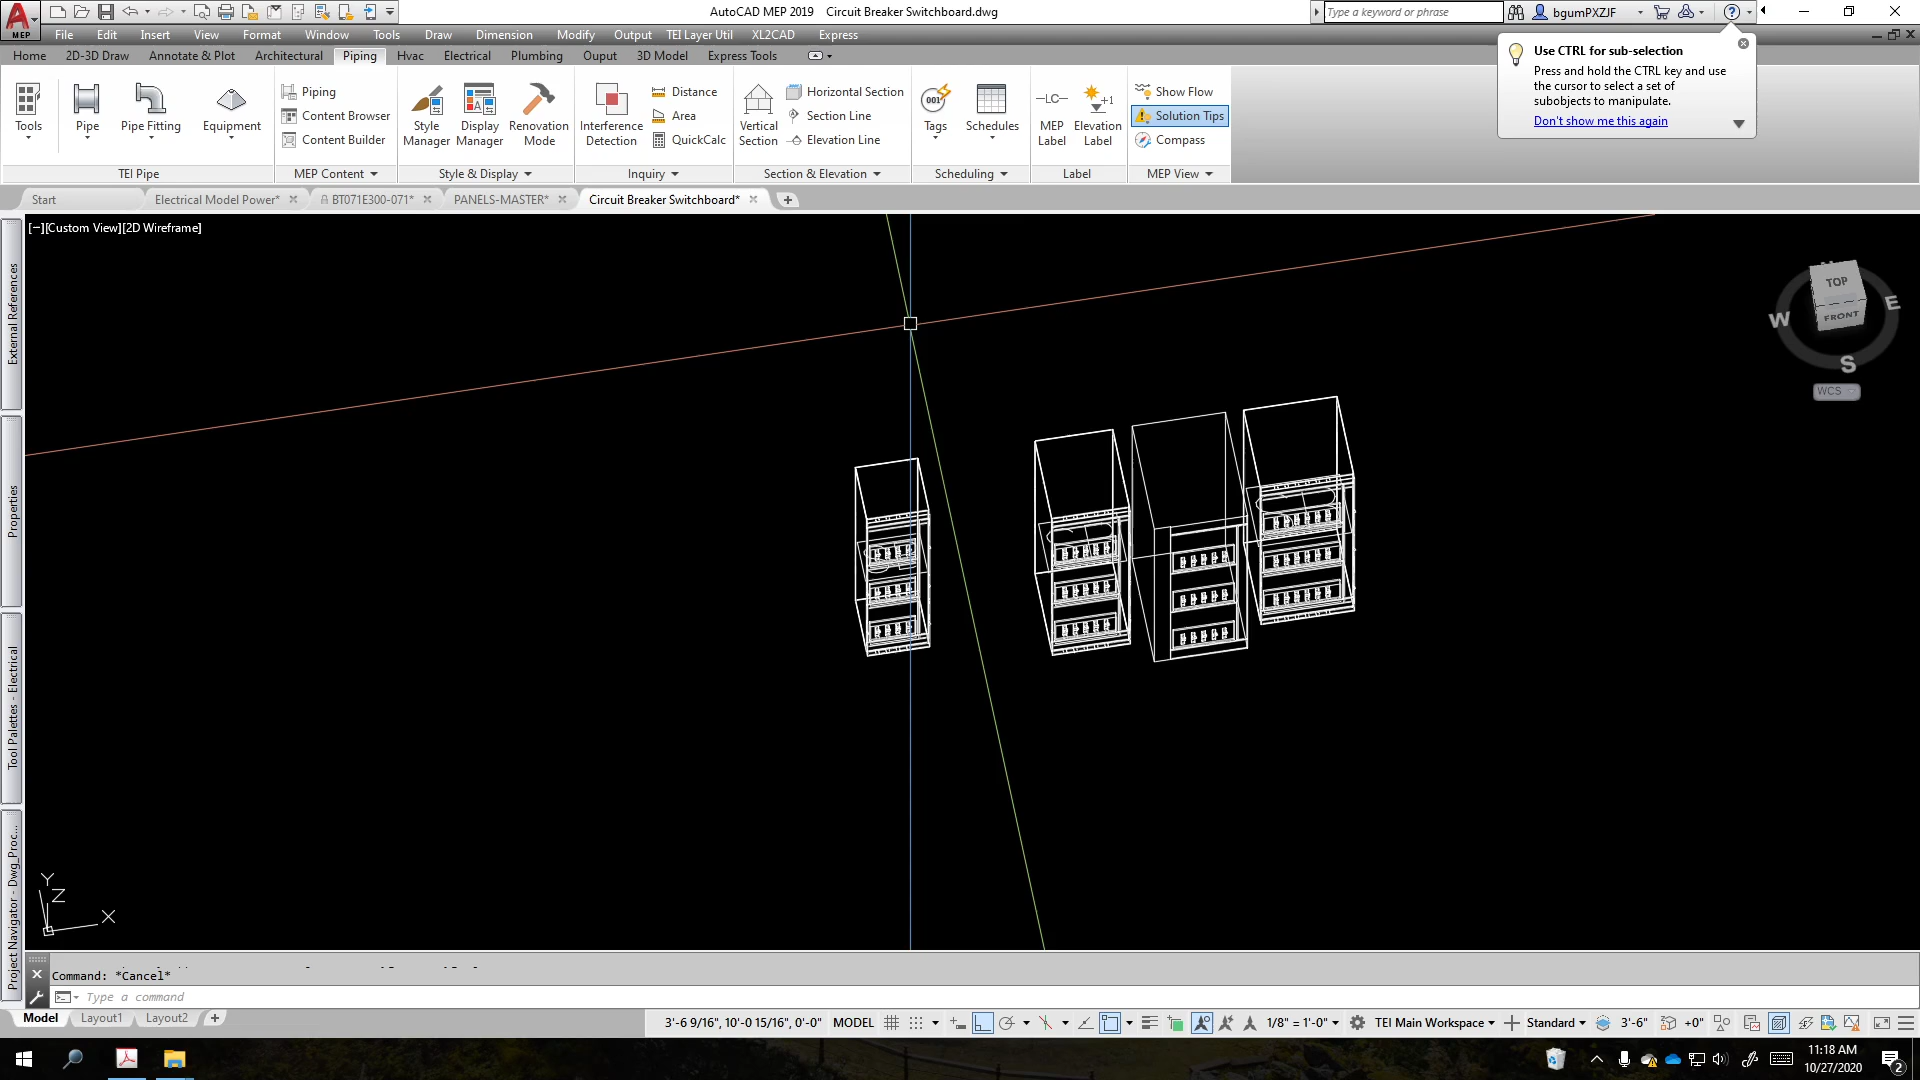 MEP
AutoCAD MEP 2019 Circuit Breaker Switchboard.dwg
Type a keyword or phrase
bgumPXZJF
File Edit Insert View Format Window Tools Draw Dimension Modify Output TEI Layer Util XL2CAD Express
Home 2D-3D Draw Annotate & Plot Architectural Piping Hvac Electrical Plumbing Ouput 3D Model Express Tools
Tools
Pipe
Pipe Fitting
Equipment
TEI Pipe
Piping
Content Browser
Content Builder
MEP Content
Style Manager
Display Manager
Renovation Mode
Style & Display
Interference Detection
Distance
Area
QuickCalc
Inquiry
Vertical Section
Horizontal Section
Section Line
Elevation Line
Section & Elevation
001
Tags
Schedules
Scheduling
LC
MEP Label
+1
Elevation Label
Label
Show Flow
Solution Tips
Compass
MEP View
Use CTRL for sub-selection
Press and hold the CTRL key and use
the cursor to select a set of
subobjects to manipulate.
Don't show me this again
Start Electrical Model Power* BT071E300-071* PANELS-MASTER* Circuit Breaker Switchboard*
[−][Custom View][2D Wireframe]
External References
Properties
Tool Palettes - Electrical
Project Navigator - Dwg_Proc...
TOP
FRONT
W
E
S
WCS
Y
Z
X
Command: *Cancel*
Type a command
Model Layout1 Layout2
3'-6 9/16", 10'-0 15/16", 0'-0" MODEL 1/8" = 1'-0" TEI Main Workspace Standard 3'-6" +0"
11:18 AM
10/27/2020
2